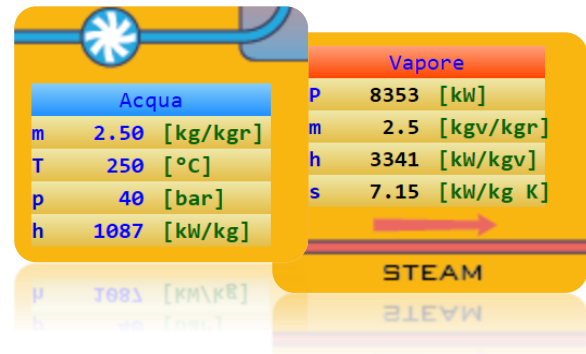 Acqua
m 2.50 [kg/kgr]
T 250 [°C]
p 40 [bar]
h 1087 [kW/kg]
Vapore
P 8353 [kW]
m 2.5 [kgv/kgr]
h 3341 [kW/kgv]
s 7.15 [kW/kg K]
STEAM